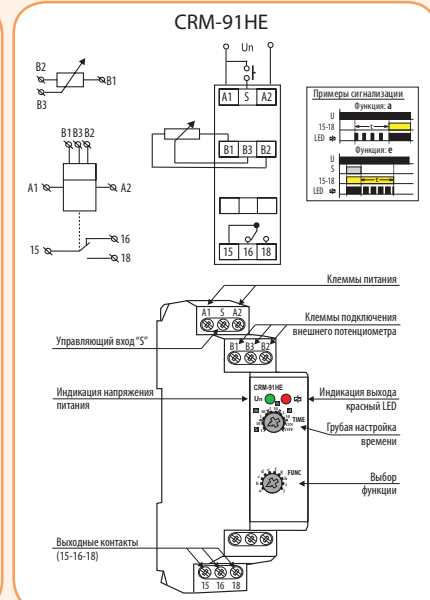 CRM-91HE
Un
B2
B1
B3
A1 S A2
Примеры сигнализации
Функция: a
U
15-18
t
LED
Функция: e
U
S
15-18
t
LED
B1 B3 B2
B1 B3 B2
A1
A2
16
15
18
15 16 18
Клеммы питания
A1 S A2
Клеммы подключения
внешнего потенциометра
Управляющий вход "S"
B1 B3 B2
CRM-91HE
Un
Индикация напряжения
питания
Индикация выхода
красный LED
TIME
ON
OFF
Грубая настройка
времени
FUNC
Выбор
функции
Выходные контакты
(15-16-18)
15 16 18